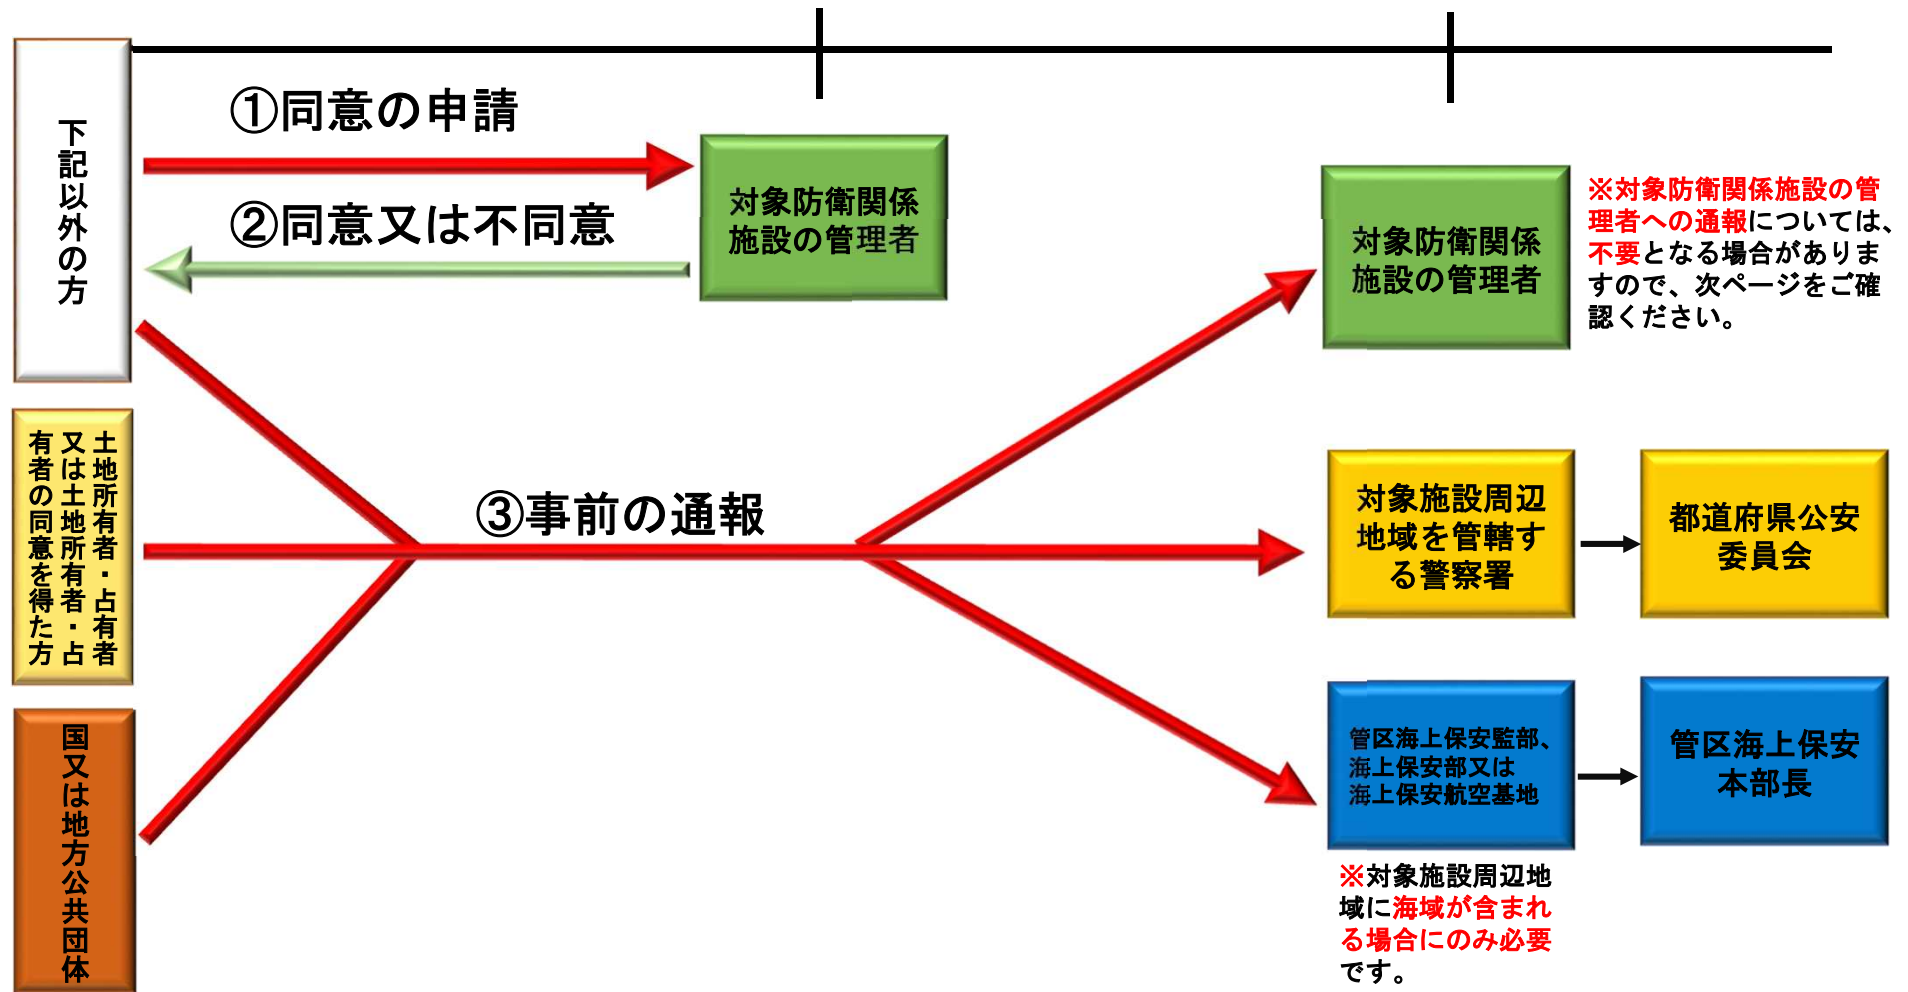 下記以外の方
①同意の申請
②同意又は不同意
対象防衛関係
施設の管理者
対象防衛関係
施設の管理者
※対象防衛関係施設の管
理者への通報については、
不要となる場合がありま
すので、次ページをご確
認ください。
土地所有者・占有者
又は土地所有者・占
有者の同意を得た方
③事前の通報
対象施設周辺
地域を管轄す
る警察署
都道府県公安
委員会
国又は地方公共団体
管区海上保安監部、
海上保安部又は
海上保安航空基地
管区海上保安
本部長
※対象施設周辺地
域に海域が含まれ
る場合にのみ必要
です。